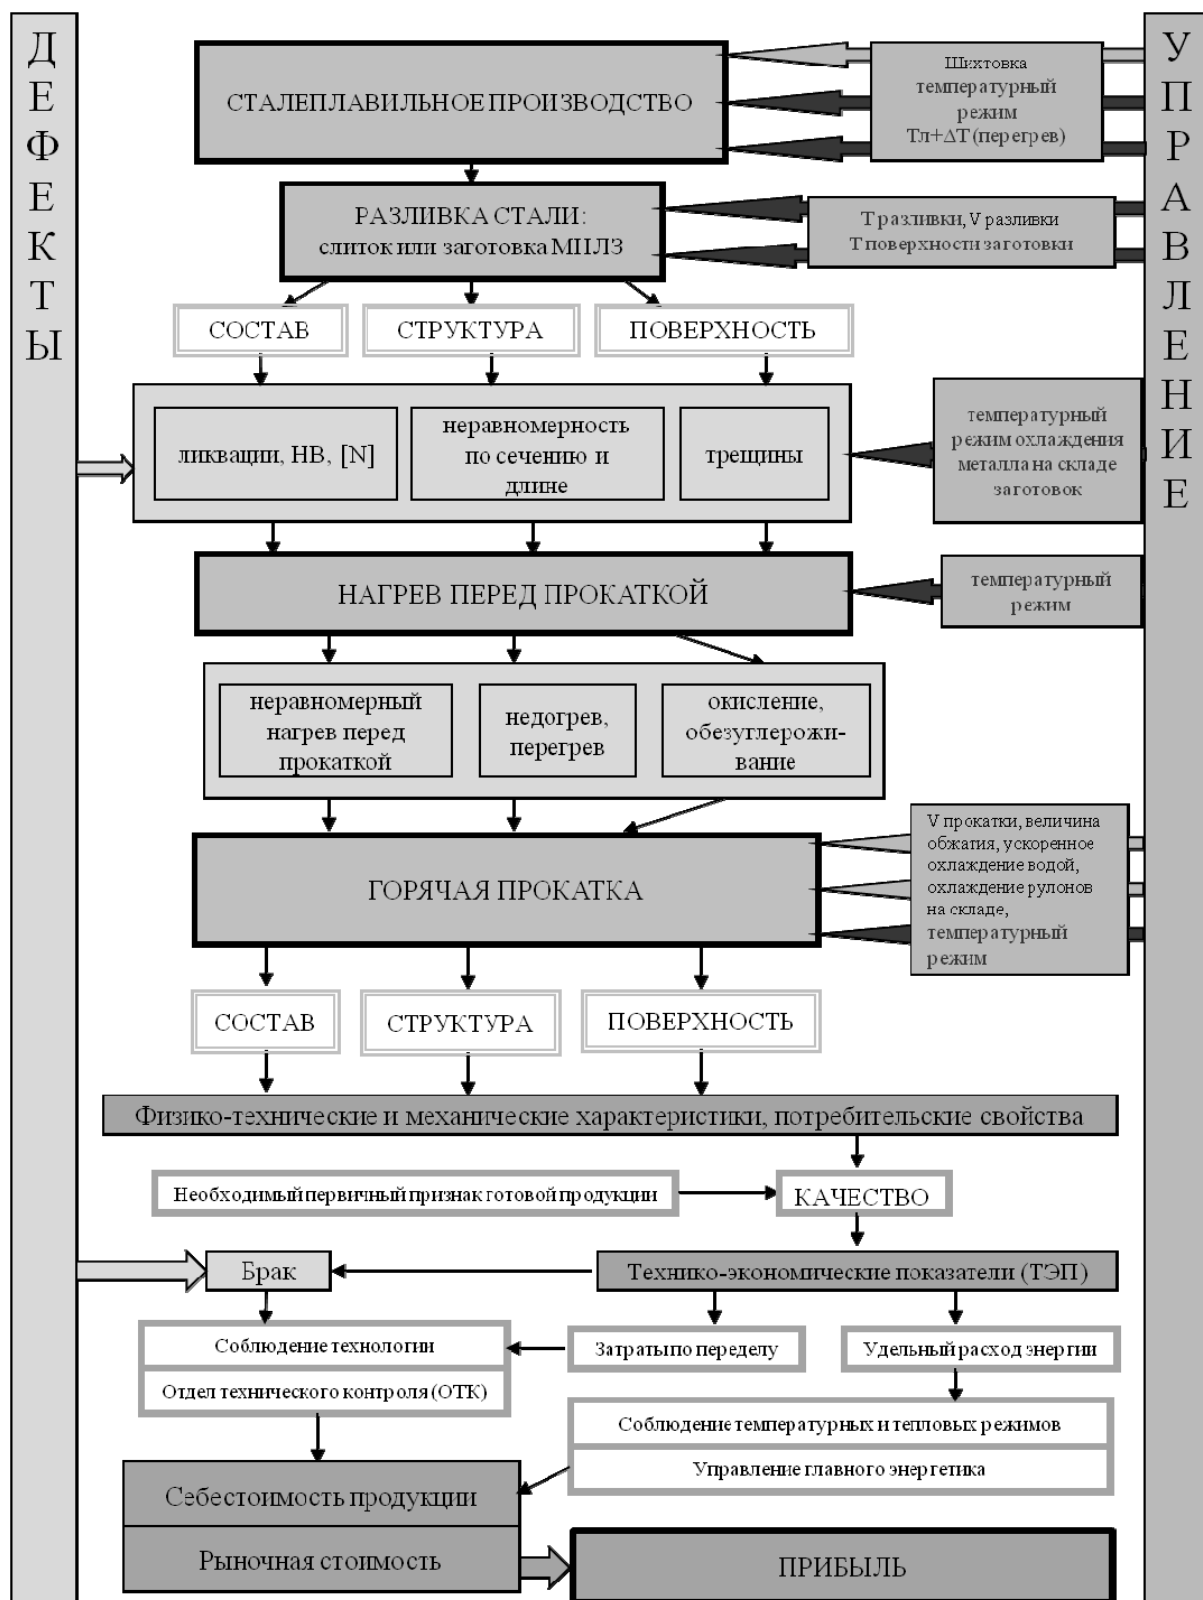 ДЕФЕКТЫ
УПРАВЛЕНИЕ
СТАЛЕПЛАВИЛЬНОЕ ПРОИЗВОДСТВО
Шихтовка
температурный
режим
Tл+ΔT (перегрев)
РАЗЛИВКА СТАЛИ:
слиток или заготовка МНЛЗ
T разливки, V разливки
T поверхности заготовки
СОСТАВ
СТРУКТУРА
ПОВЕРХНОСТЬ
ликвации, НВ, [N]
неравномерность
по сечению и
длине
трещины
температурный
режим охлаждения
металла на складе
заготовок
НАГРЕВ ПЕРЕД ПРОКАТКОЙ
температурный
режим
неравномерный
нагрев перед
прокаткой
недогрев,
перегрев
окисление,
обезуглерожи-
вание
ГОРЯЧАЯ ПРОКАТКА
V прокатки, величина
обжатия, ускоренное
охлаждение водой,
охлаждение рулонов
на складе,
температурный
режим
СОСТАВ
СТРУКТУРА
ПОВЕРХНОСТЬ
Физико-технические и механические характеристики, потребительские свойства
Необходимый первичный признак готовой продукции
КАЧЕСТВО
Брак
Технико-экономические показатели (ТЭП)
Соблюдение технологии
Затраты по переделу
Удельный расход энергии
Отдел технического контроля (ОТК)
Соблюдение температурных и тепловых режимов
Управление главного энергетика
Себестоимость продукции
Рыночная стоимость
ПРИБЫЛЬ